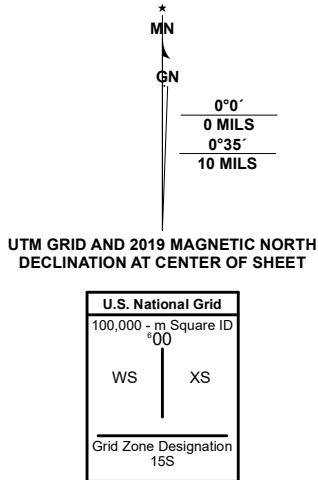 ★
MN
GN
0°0´
0 MILS
0°35´
10 MILS
UTM GRID AND 2019 MAGNETIC NORTH
DECLINATION AT CENTER OF SHEET
U.S. National Grid
100,000 - m Square ID
⁶00
WS XS
Grid Zone Designation
15S